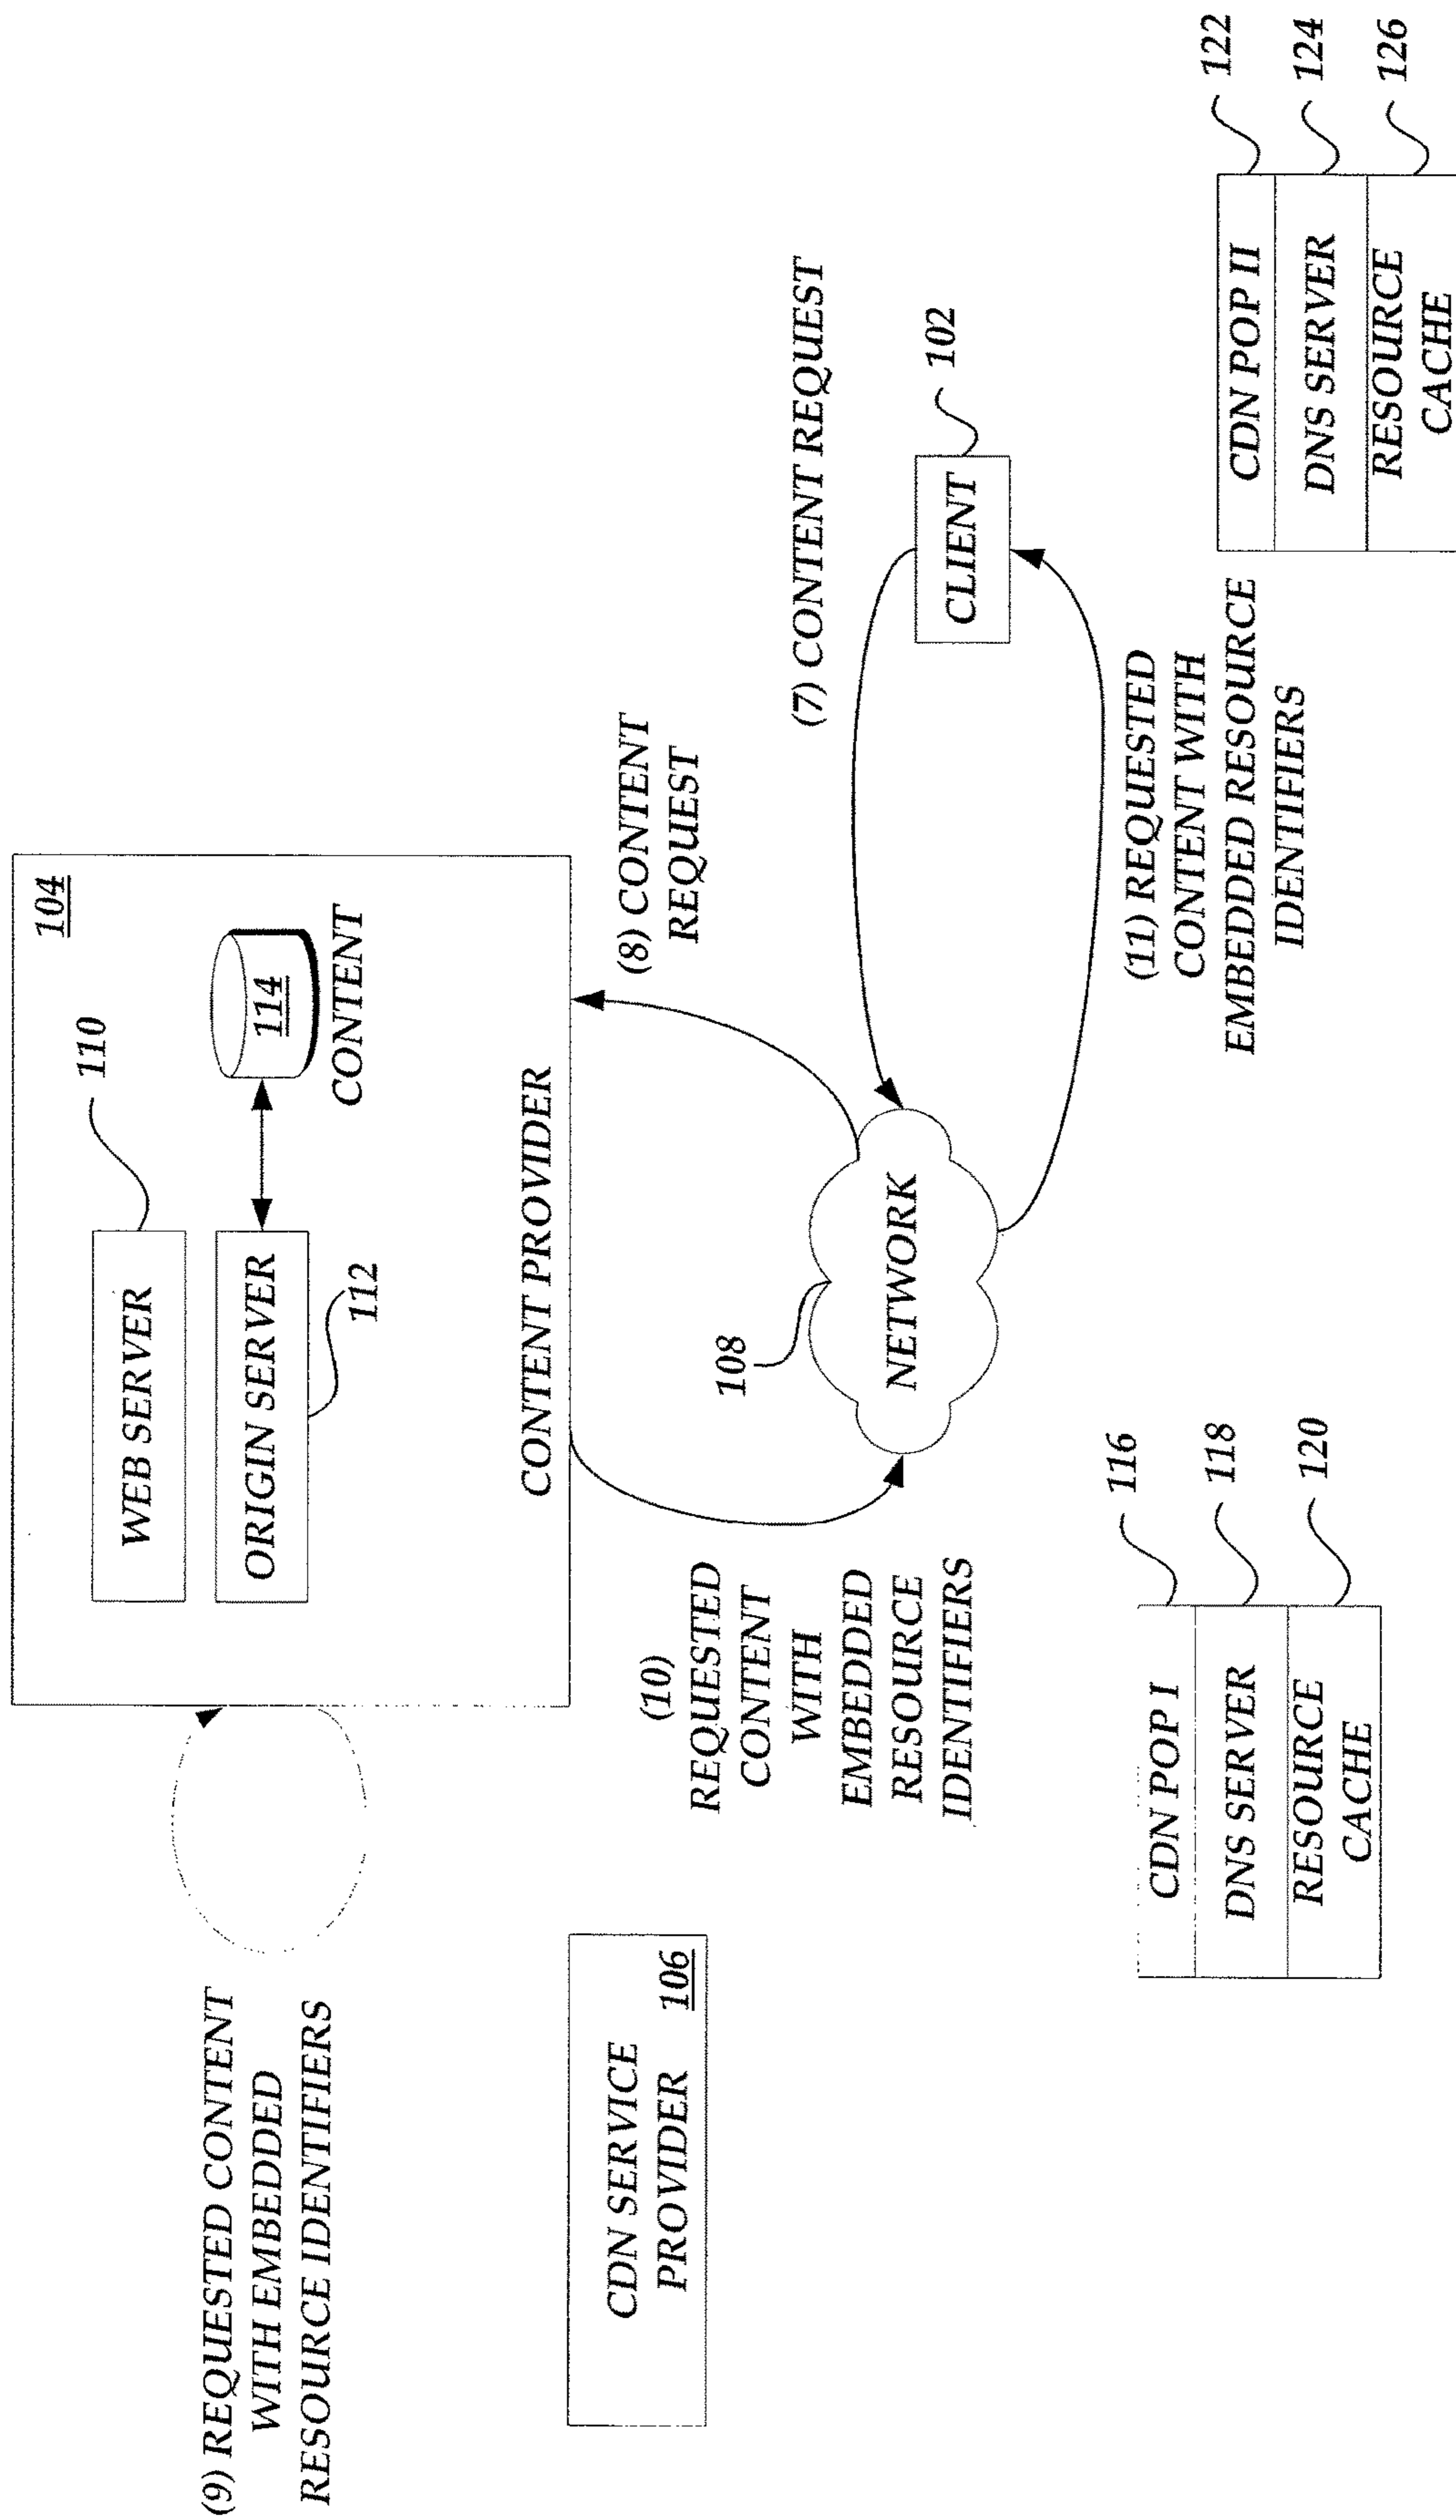 (9) REQUESTED CONTENT
WITH EMBEDDED
RESOURCE IDENTIFIERS
WEB SERVER
110
104
ORIGIN SERVER
112
114
CONTENT
CONTENT PROVIDER
CDN SERVICE
PROVIDER
106
(10)
REQUESTED
CONTENT
WITH
EMBEDDED
RESOURCE
IDENTIFIERS
(8) CONTENT
REQUEST
108
NETWORK
(7) CONTENT REQUEST
CLIENT
102
(11) REQUESTED
CONTENT WITH
EMBEDDED RESOURCE
IDENTIFIERS
CDN POP I
116
DNS SERVER
118
RESOURCE
CACHE
120
CDN POP II
122
DNS SERVER
124
RESOURCE
CACHE
126